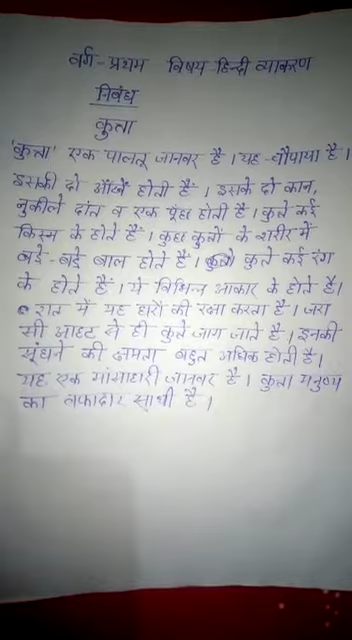 वर्ग- प्रथम विषय-हिन्दी व्याकरण
निबंध
कुत्ता
'कुत्ता' एक पालतू जानवर है। यह चौपाया है।
इसकी दो आँखें होती हैं। इसके दो कान,
नुकीले दांत व एक पूंछ होती है। कुत्ते कई
किस्म के होते हैं। कुछ कुत्तों के शरीर में
बड़े-बड़े बाल होते हैं। कुत्ते कई रंग
के होते हैं। ये विभिन्न आकार के होते हैं।
रात में यह हमारी रक्षा करता है। जरा
सी आहट से ही कुत्ते जाग जाते है। इनकी
सूंघने की क्षमता बहुत अधिक होती है।
यह एक मांसाहारी जानवर है। कुत्ता मनुष्य
का वफादार साथी है।